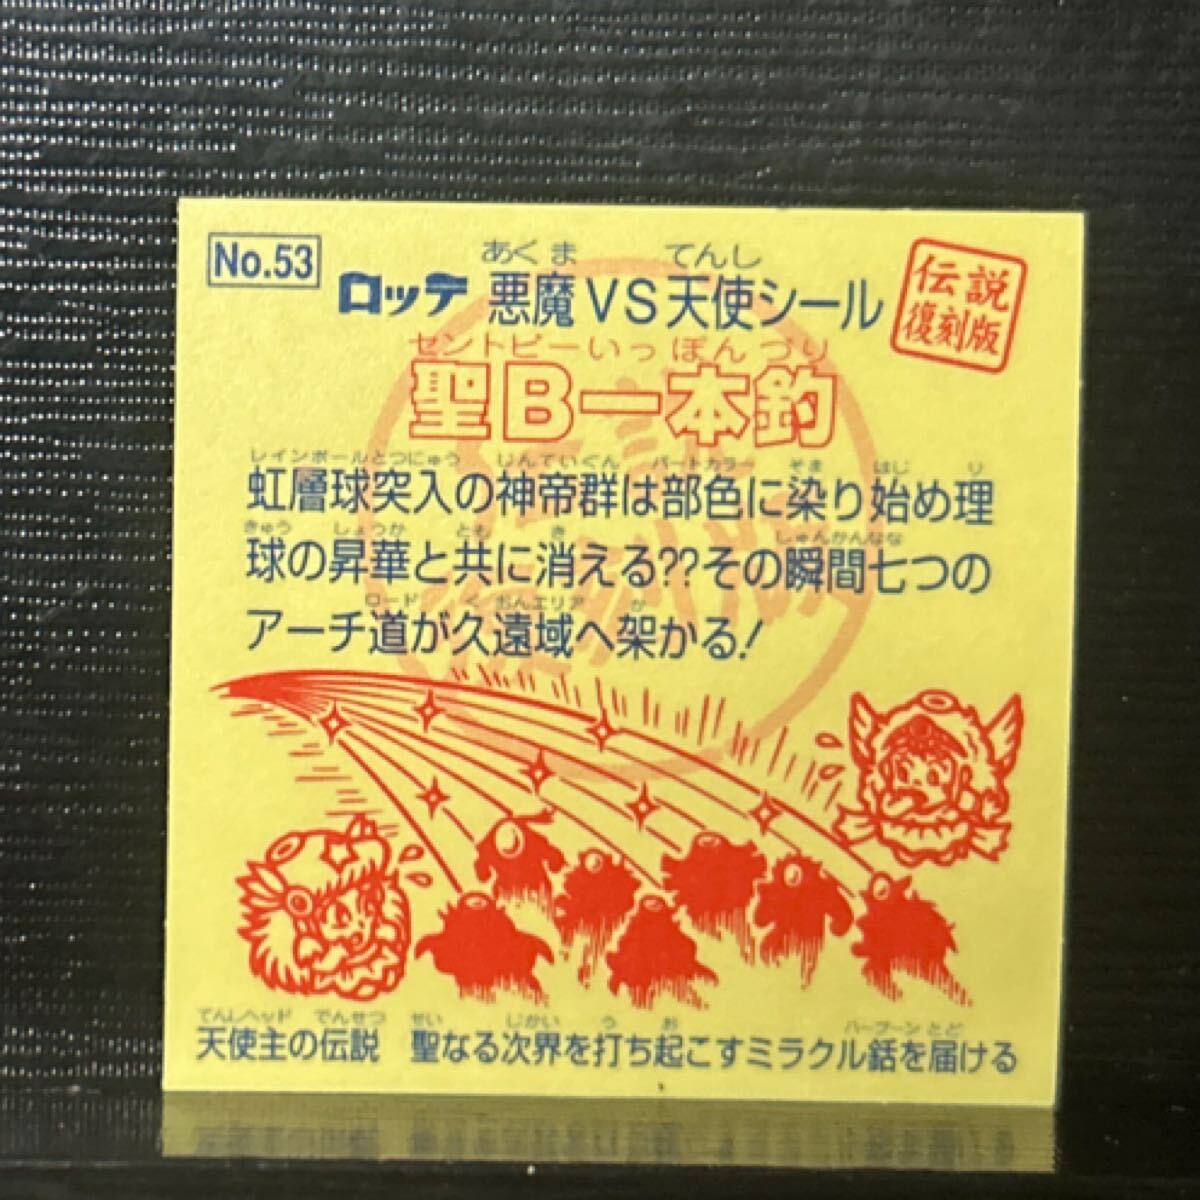 No.53
あくま てんし
ロッテ 悪魔VS天使シール
伝説
復刻版
セントビーいっぽんづり
聖B一本釣
レインボールとつにゅう じんていぐん パートカラー そま はじ り
虹層球突入の神帝群は部色に染り始め理
きゅう しょうか とも き しゅんかんなな
球の昇華と共に消える??その瞬間七つの
ロード く おんエリア か
アーチ道が久遠域へ架かる!
てんしヘッド でんせつ せい じかい う お ハープーン とど
天使主の伝説 聖なる次界を打ち起こすミラクル銛を届ける